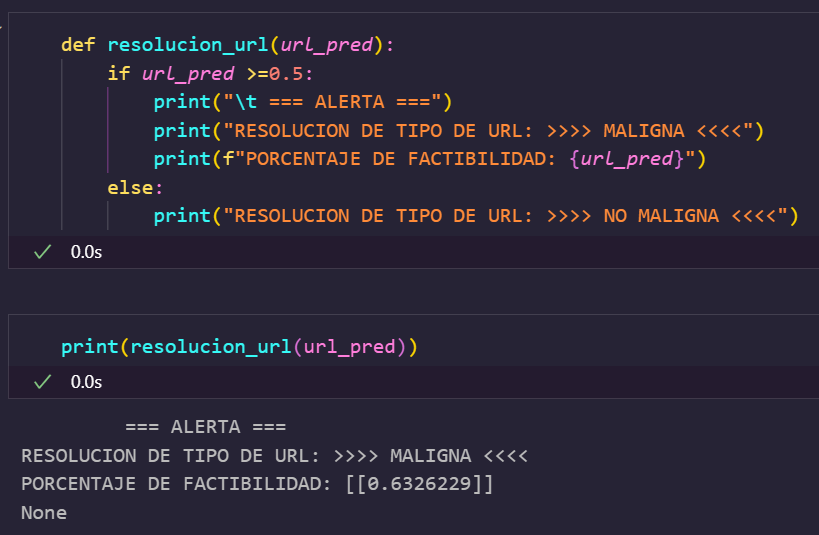 def resolucion_url(url_pred):
    if url_pred >=0.5:
        print("\t === ALERTA ===")
        print("RESOLUCION DE TIPO DE URL: >>>> MALIGNA <<<<")
        print(f"PORCENTAJE DE FACTIBILIDAD: {url_pred}")
    else:
        print("RESOLUCION DE TIPO DE URL: >>>> NO MALIGNA <<<<")
✓ 0.0s
print(resolucion_url(url_pred))
✓ 0.0s
=== ALERTA ===
RESOLUCION DE TIPO DE URL: >>>> MALIGNA <<<<
PORCENTAJE DE FACTIBILIDAD: [[0.6326229]]
None